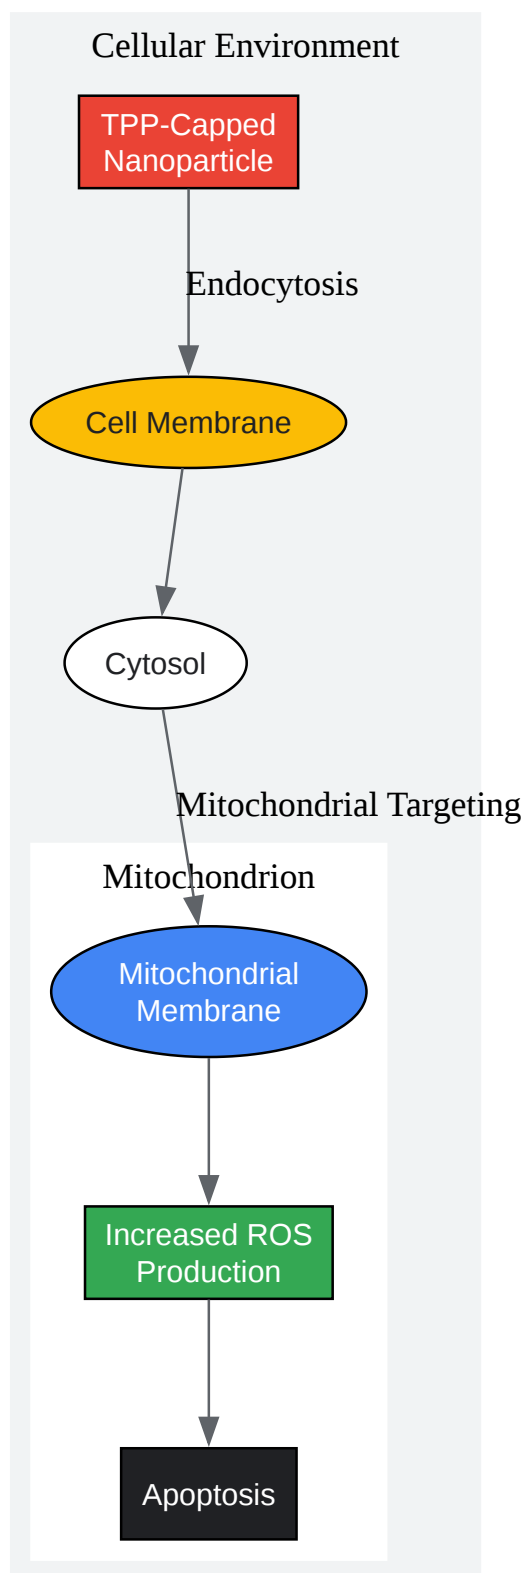 Cellular Environment
TPP-Capped
Nanoparticle
Endocytosis
Cell Membrane
Cytosol
Mitochondrial Targeting
Mitochondrion
Mitochondrial
Membrane
Increased ROS
Production
Apoptosis